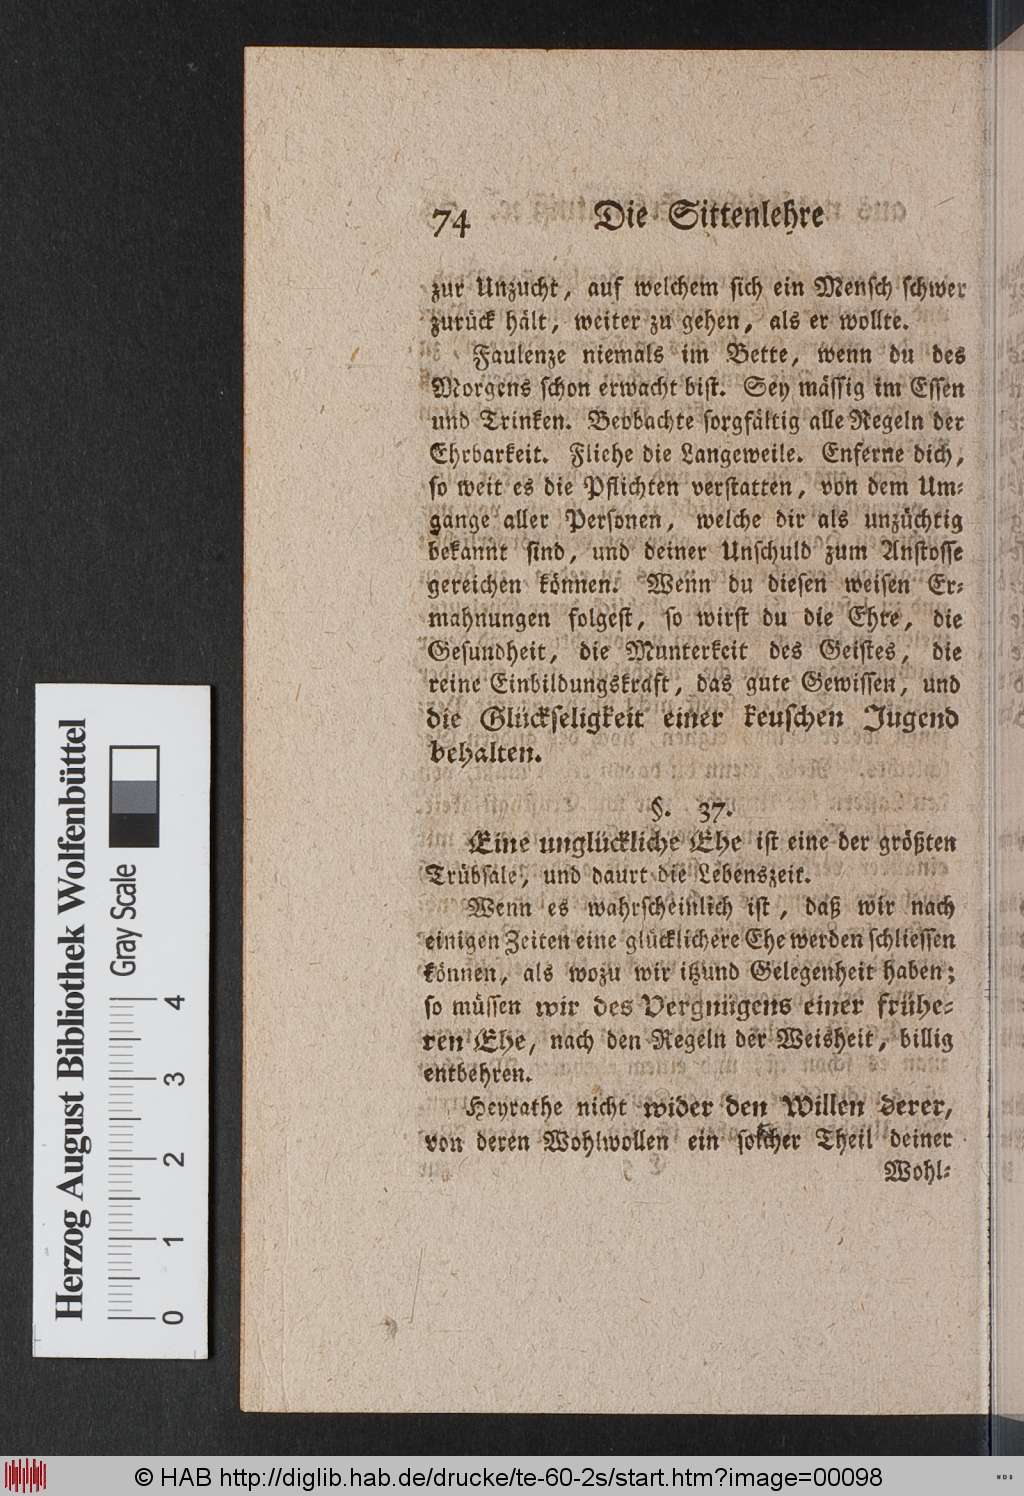 74 Die Sittenlehre
zur Unzucht, auf welchem sich ein Mensch schwer
zurück hält, weiter zu gehen, als er wollte.
Faulenze niemals im Bette, wenn du des
Morgens schon erwacht bist. Sey mässig im Essen
und Trinken. Beobachte sorgfältig alle Regeln der
Ehrbarkeit. Fliehe die Langeweile. Enferne dich,
so weit es die Pflichten verstatten, von dem Um-
gange aller Personen, welche dir als unzüchtig
bekannt sind, und deiner Unschuld zum Anstosse
gereichen können. Wenn du diesen weisen Er-
mahnungen folgest, so wirst du die Ehre, die
Gesundheit, die Munterkeit des Geistes, die
reine Einbildungskraft, das gute Gewissen, und
die Glückseligkeit einer keuschen Jugend
behalten.
§. 37.
Eine unglückliche Ehe ist eine der größten
Trübsale, und daurt die Lebenszeit.
Wenn es wahrscheinlich ist, daß wir nach
einigen Zeiten eine glücklichere Ehe werden schliessen
können, als wozu wir itzund Gelegenheit haben;
so müssen wir des Vergnügens einer frühe-
ren Ehe, nach den Regeln der Weisheit, billig
entbehren.
Heyrathe nicht wider den Willen derer,
von deren Wohlwollen ein solcher Theil deiner
Wohl-
Herzog August Bibliothek Wolfenbüttel
Gray Scale
0 1 2 3 4
© HAB http://diglib.hab.de/drucke/te-60-2s/start.htm?image=00098